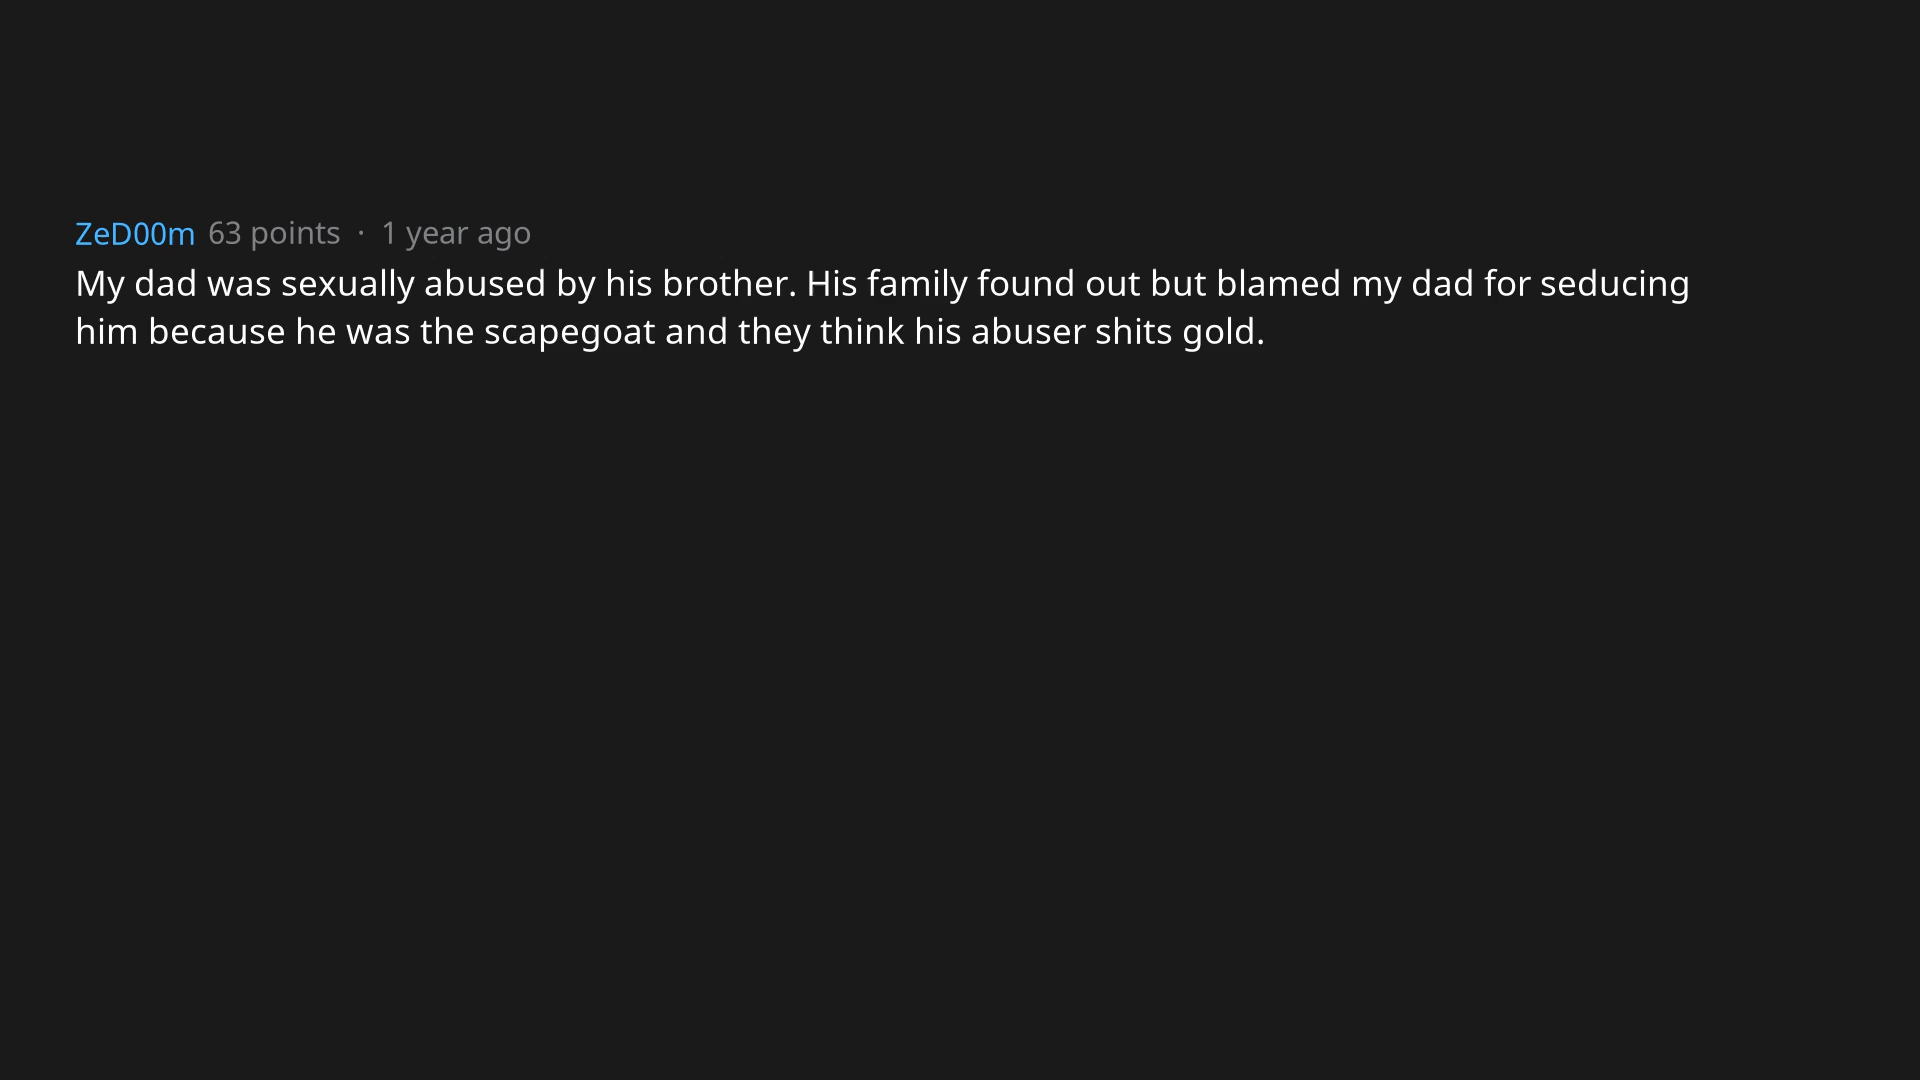 ZeD00m 63 points · 1 year ago
My dad was sexually abused by his brother. His family found out but blamed my dad for seducing
him because he was the scapegoat and they think his abuser shits gold.